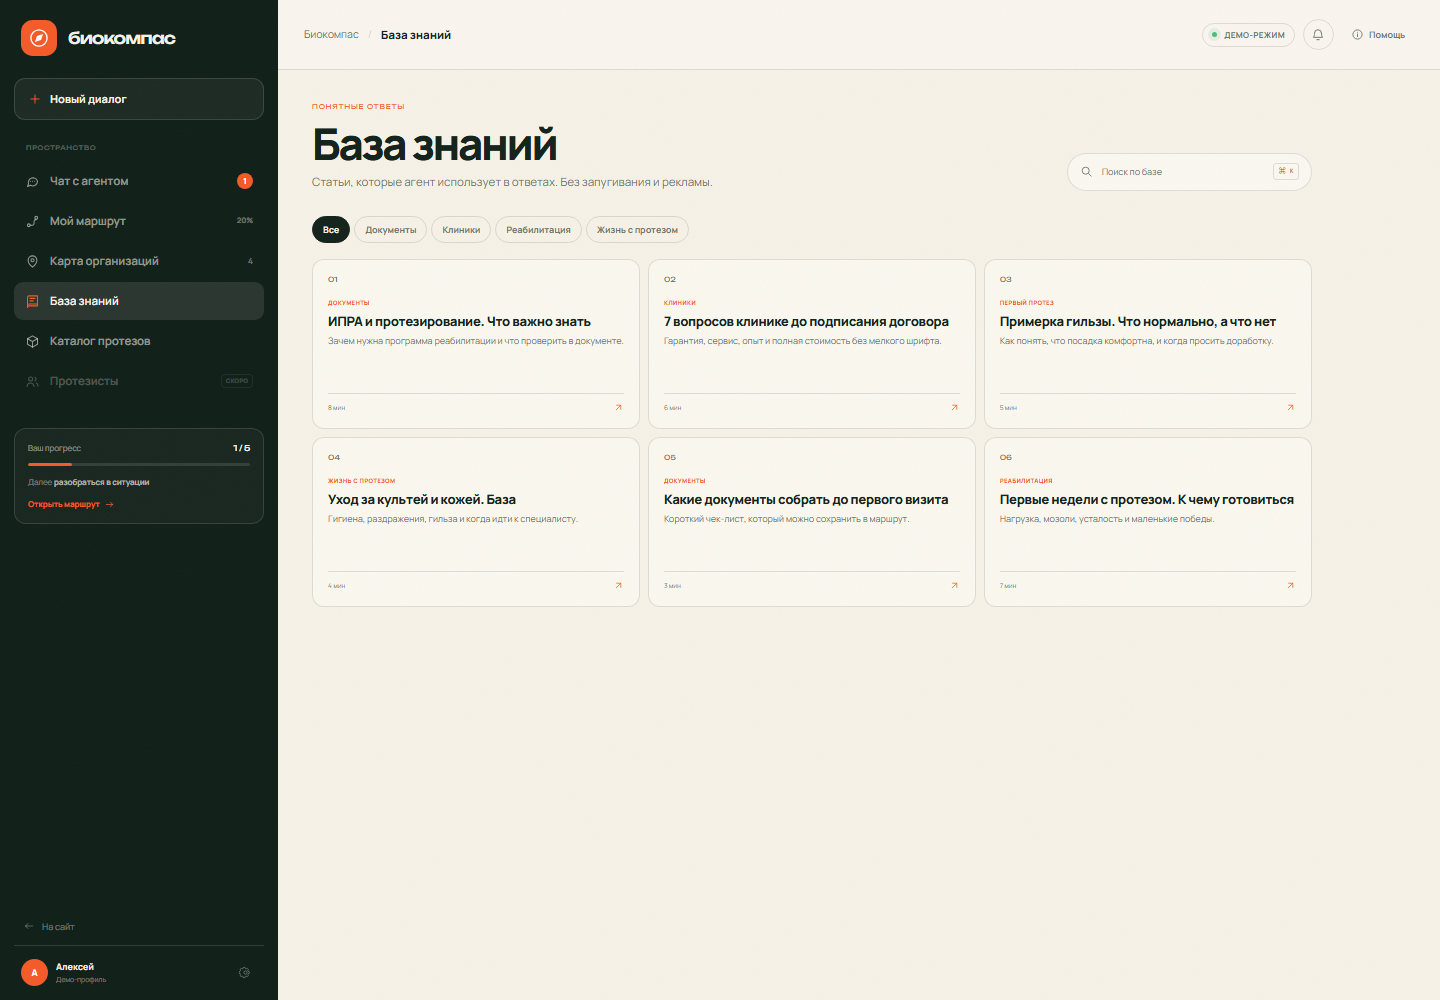 биокомпас
Новый диалог
ПРОСТРАНСТВО
Чат с агентом 1
Мой маршрут 20%
Карта организаций 4
База знаний
Каталог протезов
Протезисты СКОРО
Ваш прогресс 1/5
Далее разобраться в ситуации
Открыть маршрут →
← На сайт
А Алексей
Демо-профиль
Биокомпас / База знаний
ДЕМО-РЕЖИМ Помощь
ПОНЯТНЫЕ ОТВЕТЫ
База знаний
Статьи, которые агент использует в ответах. Без запугивания и рекламы.
Поиск по базе ⌘ K
Все Документы Клиники Реабилитация Жизнь с протезом
01
ДОКУМЕНТЫ
ИПРА и протезирование. Что важно знать
Зачем нужна программа реабилитации и что проверить в документе.
8 мин
02
КЛИНИКИ
7 вопросов клинике до подписания договора
Гарантия, сервис, опыт и полная стоимость без мелкого шрифта.
6 мин
03
ПЕРВЫЙ ПРОТЕЗ
Примерка гильзы. Что нормально, а что нет
Как понять, что посадка комфортна, и когда просить доработку.
5 мин
04
ЖИЗНЬ С ПРОТЕЗОМ
Уход за культей и кожей. База
Гигиена, раздражения, гильза и когда идти к специалисту.
4 мин
05
ДОКУМЕНТЫ
Какие документы собрать до первого визита
Короткий чек-лист, который можно сохранить в маршрут.
3 мин
06
РЕАБИЛИТАЦИЯ
Первые недели с протезом. К чему готовиться
Нагрузка, мозоли, усталость и маленькие победы.
7 мин